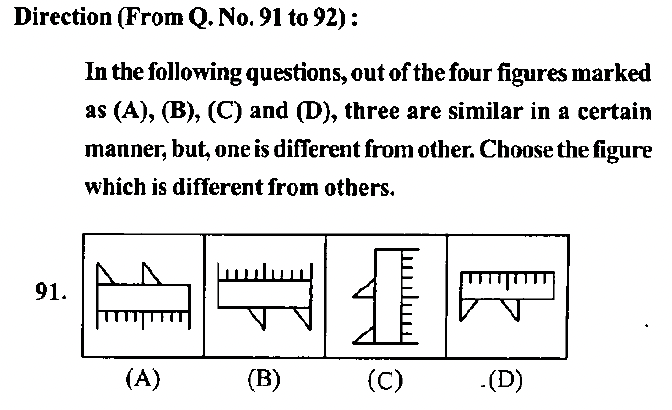 Direction (From Q. No. 91 to 92) :
In the following questions, out of the four figures marked
as (A), (B), (C) and (D), three are similar in a certain
manner, but, one is different from other. Choose the figure
which is different from others.
91.
(A) (B) (C) .(D)